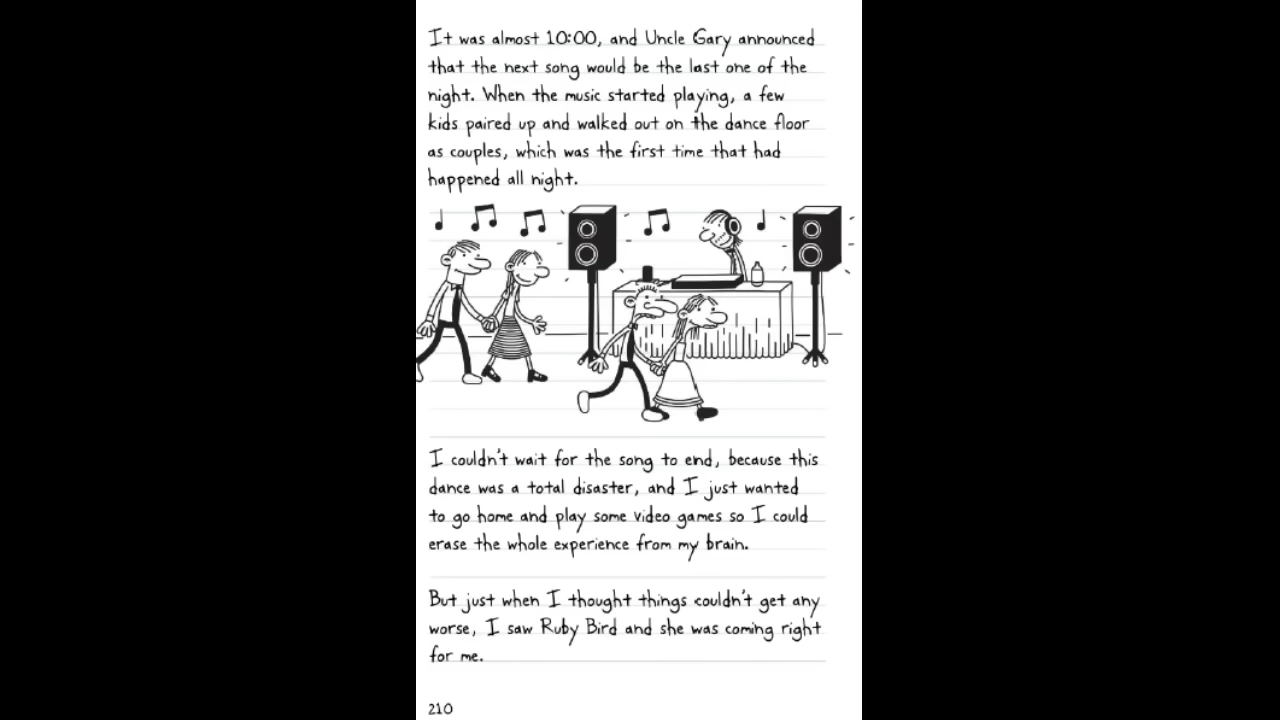 It was almost 10:00, and Uncle Gary announced
that the next song would be the last one of the
night. When the music started playing, a few
kids paired up and walked out on the dance floor
as couples, which was the first time that had
happened all night.
I couldn't wait for the song to end, because this
dance was a total disaster, and I just wanted
to go home and play some video games so I could
erase the whole experience from my brain.
But just when I thought things couldn't get any
worse, I saw Ruby Bird and she was coming right
for me.
210